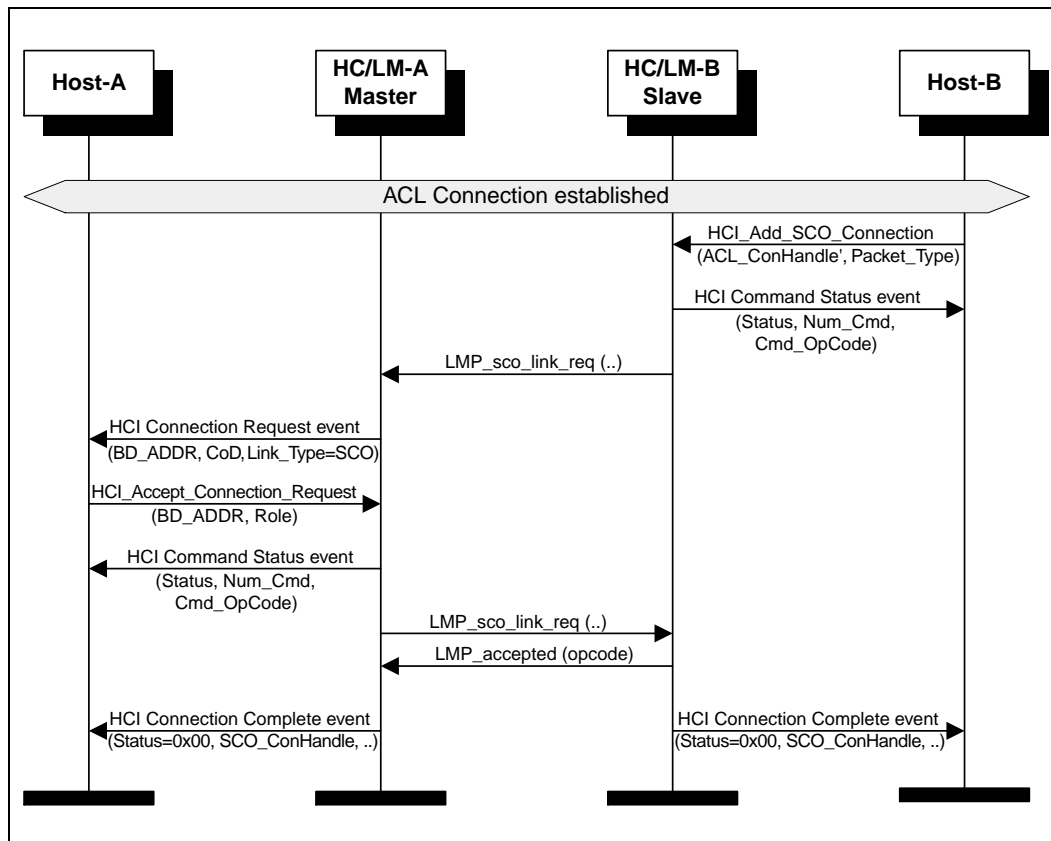 Host-A
HC/LM-A
Master
HC/LM-B
Slave
Host-B
ACL Connection established
HCI_Add_SCO_Connection
(ACL_ConHandle', Packet_Type)
HCI Command Status event
(Status, Num_Cmd,
Cmd_OpCode)
LMP_sco_link_req (..)
HCI Connection Request event
(BD_ADDR, CoD, Link_Type=SCO)
HCI_Accept_Connection_Request
(BD_ADDR, Role)
HCI Command Status event
(Status, Num_Cmd,
Cmd_OpCode)
LMP_sco_link_req (..)
LMP_accepted (opcode)
HCI Connection Complete event
(Status=0x00, SCO_ConHandle, ..)
HCI Connection Complete event
(Status=0x00, SCO_ConHandle, ..)